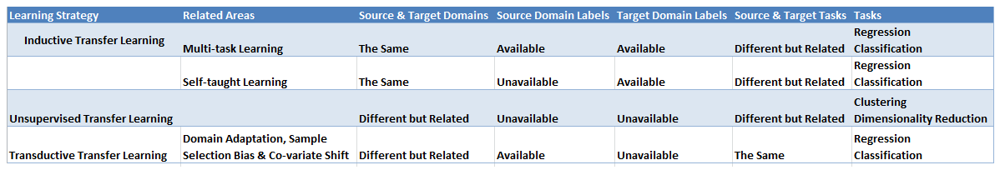 Learning Strategy Related Areas Source & Target Domains Source Domain Labels Target Domain Labels Source & Target Tasks Tasks
Regression
Inductive Transfer Learning Multi-task Learning The Same Available Available Different but Related Classification
Regression
Self-taught Learning The Same Unavailable Available Different but Related Classification
Clustering
Unsupervised Transfer Learning Different but Related Unavailable Unavailable Different but Related Dimensionality Reduction
Domain Adaptation, Sample Regression
Transductive Transfer Learning Selection Bias & Co-variate Shift Different but Related Available Unavailable The Same Classification